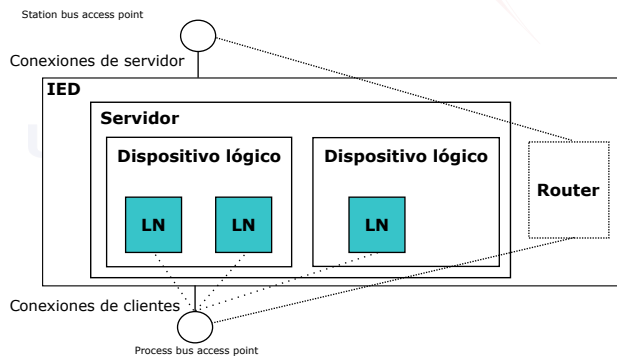 Station bus access point
Conexiones de servidor
IED
Servidor
Dispositivo lógico
Dispositivo lógico
Router
LN
LN
LN
Conexiones de clientes
Process bus access point